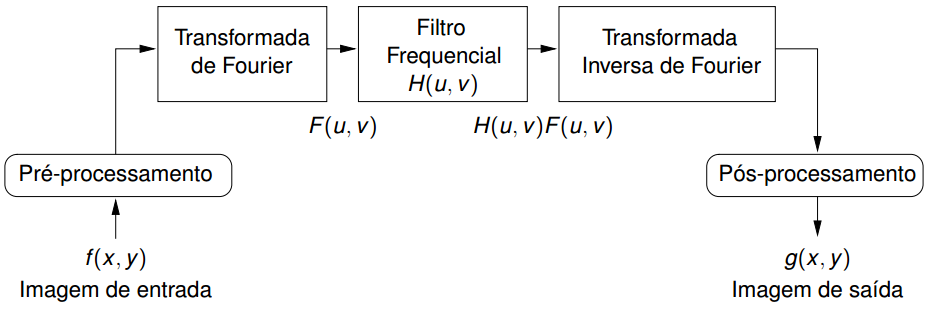 Transformada
de Fourier
Filtro
Frequencial
H(u, v)
Transformada
Inversa de Fourier
F(u, v)
H(u, v)F(u, v)
Pré-processamento
Pós-processamento
f(x, y)
Imagem de entrada
g(x, y)
Imagem de saída